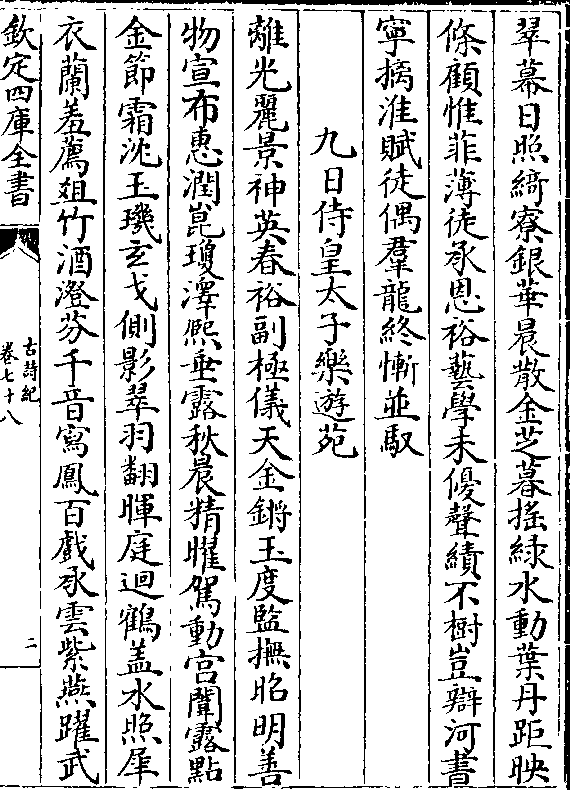 翠幕日照綺寮銀華晨散金芝暮揺緑水動葉丹距映
條顧惟菲薄徒承恩裕藝學未優聲績不樹豈辯河書
寧摛淮賦徒偶羣龍終慚並馭
九日侍皇太子樂遊苑
離光麗景神英春裕副極儀天金鏘玉度監撫昭明善
物宣布惠潤崑瓊澤熙垂露秋晨精曜駕動宫闈露點
金節霜沈玉璣玄戈側影翠羽翻暉庭迴鶴盖水照犀
衣蘭羞薦俎竹酒澄芬千音寫鳳百戲承雲紫燕躍武
欽定四庫全書
古詩紀
卷七十八
二